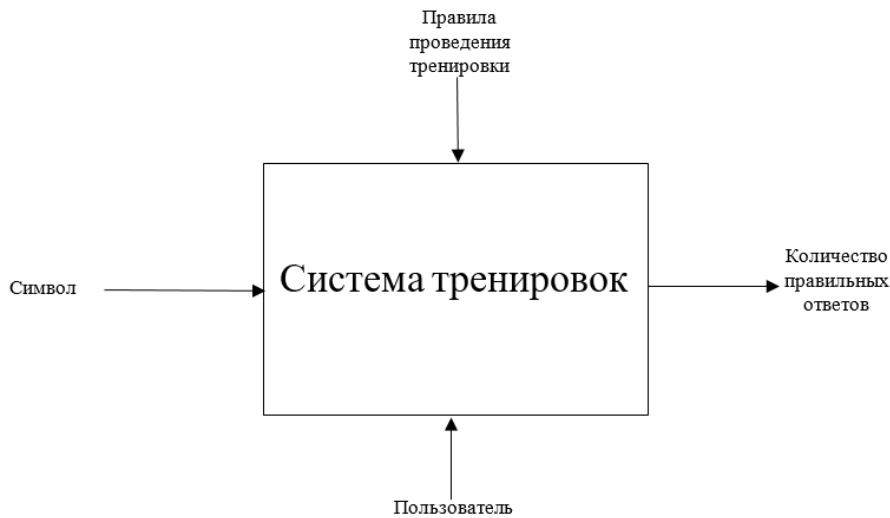 Правила
проведения
тренировки
Символ
Система тренировок
Количество
правильных
ответов
Пользователь